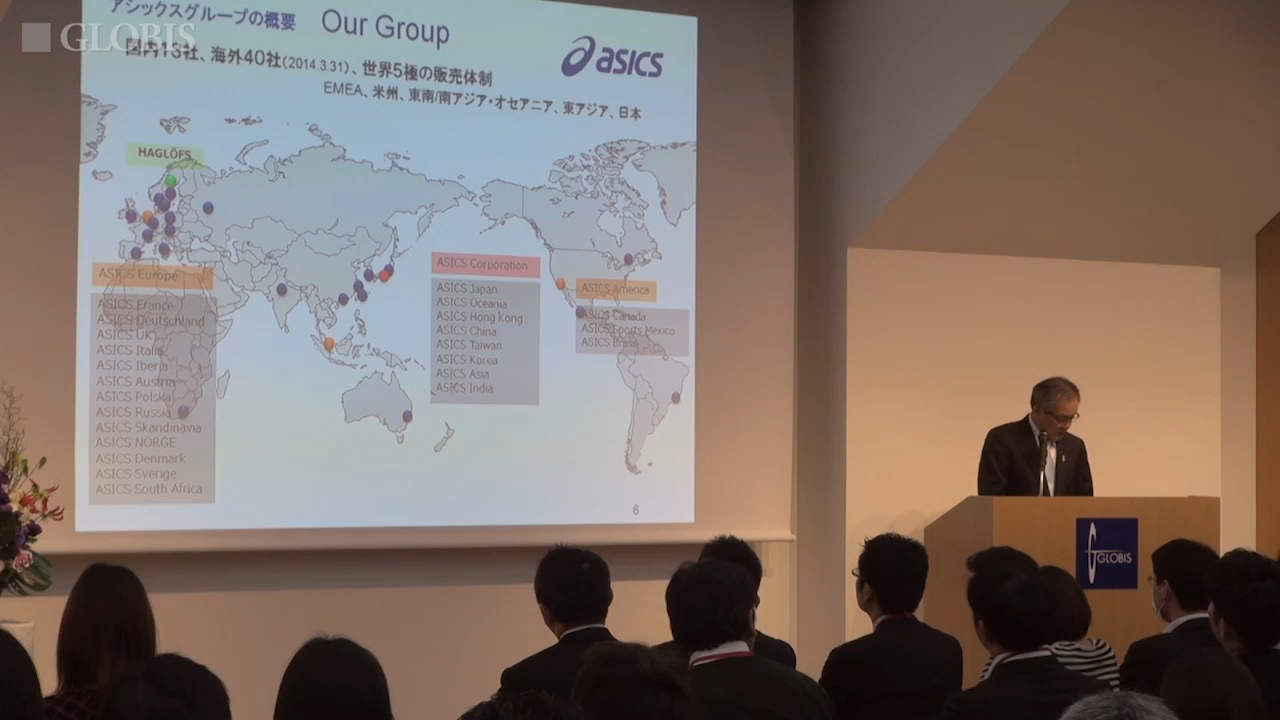 GLOBIS
アシックスグループの概要 Our Group
asics
国内13社、海外40社(2014.3.31)、世界5極の販売体制
EMEA、米州、東南/南アジア・オセアニア、東アジア、日本
HAGLÖFS
ASICS Europe
ASICS France
ASICS Deutschland
ASICS UK
ASICS Italia
ASICS Iberia
ASICS Austria
ASICS Polska
ASICS Russia
ASICS Skandinavia
ASICS NORGE
ASICS Denmark
ASICS Sverige
ASICS South Africa
ASICS Corporation
ASICS Japan
ASICS Oceania
ASICS Hong Kong
ASICS China
ASICS Taiwan
ASICS Korea
ASICS Asia
ASICS India
ASICS America
ASICS Canada
ASICS Sports Mexico
ASICS Brasil
6
GLOBIS